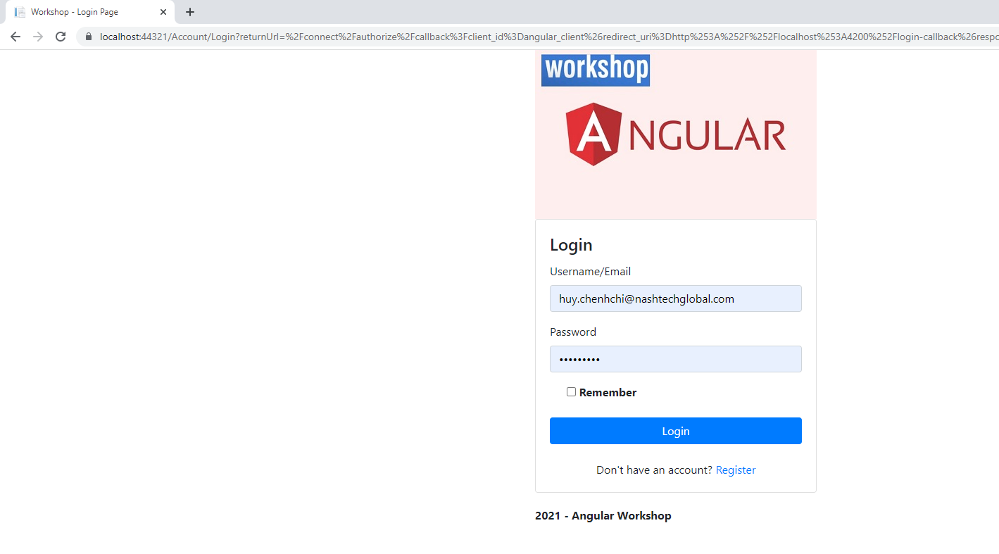 Workshop - Login Page
localhost:44321/Account/Login?returnUrl=%2Fconnect%2Fauthorize%2Fcallback%3Fclient_id%3Dangular_client%26redirect_uri%3Dhttp%253A%252F%252Flocalhost%253A4200%252Flogin-callback%26respo
workshop
ANGULAR
Login
Username/Email
huy.chenhchi@nashtechglobal.com
Password
•••••••••
Remember
Login
Don't have an account? Register
2021 - Angular Workshop